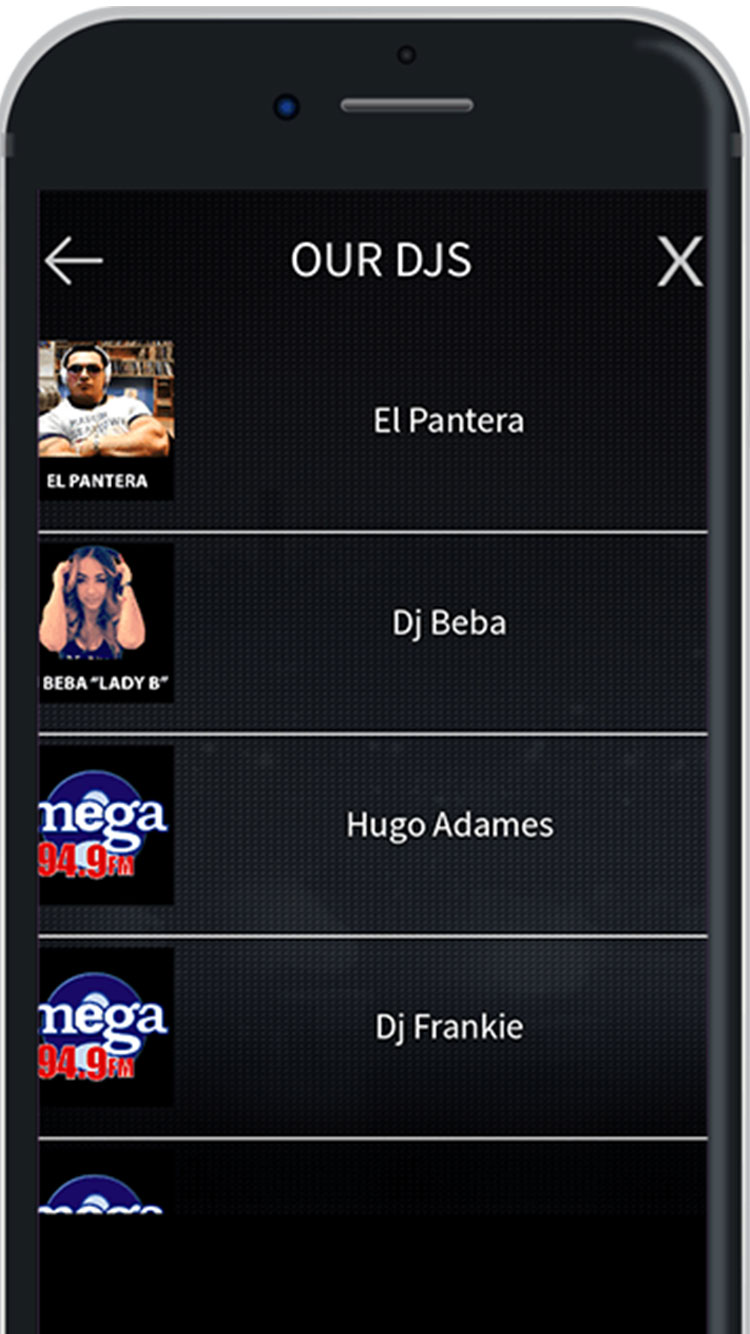 OUR DJS
X
El Pantera
EL PANTERA
Dj Beba
BEBA “LADY B”
Hugo Adames
mega
94.9FM
Dj Frankie
mega
94.9FM